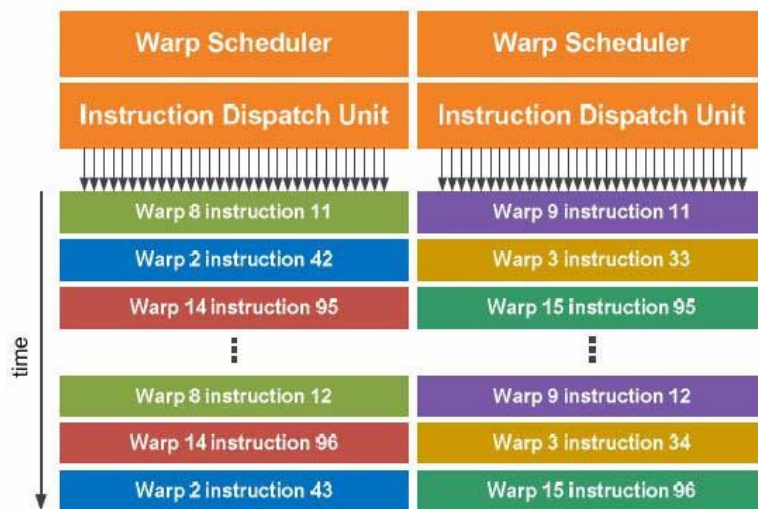 Warp Scheduler
Warp Scheduler
Instruction Dispatch Unit
Instruction Dispatch Unit
Warp 8 instruction 11
Warp 9 instruction 11
Warp 2 instruction 42
Warp 3 instruction 33
Warp 14 instruction 95
Warp 15 instruction 95
time
Warp 8 instruction 12
Warp 9 instruction 12
Warp 14 instruction 96
Warp 3 instruction 34
Warp 2 instruction 43
Warp 15 instruction 96